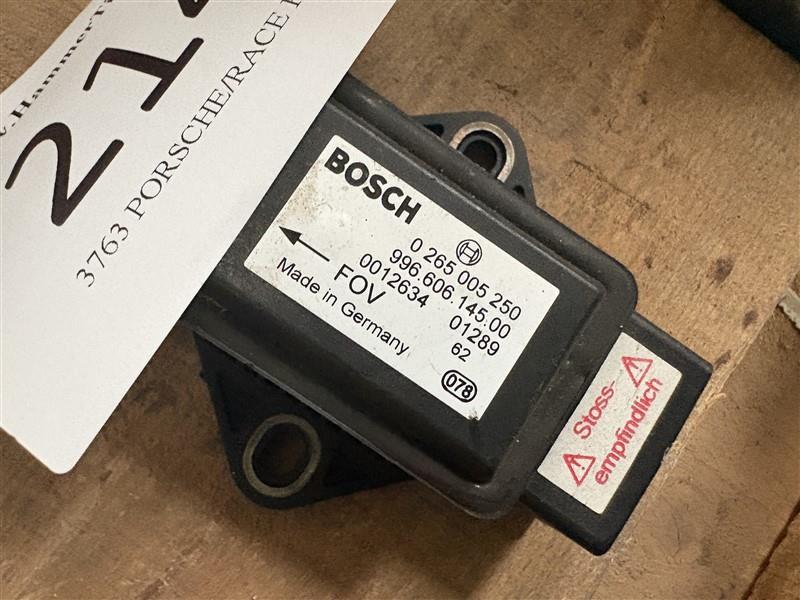 214
3763 PORSCHE/RACE
BOSCH
0 265 005 250
996.606.145.00
0012634 01289
FOV 62
Made in Germany 078
Stoss-
empfindlich